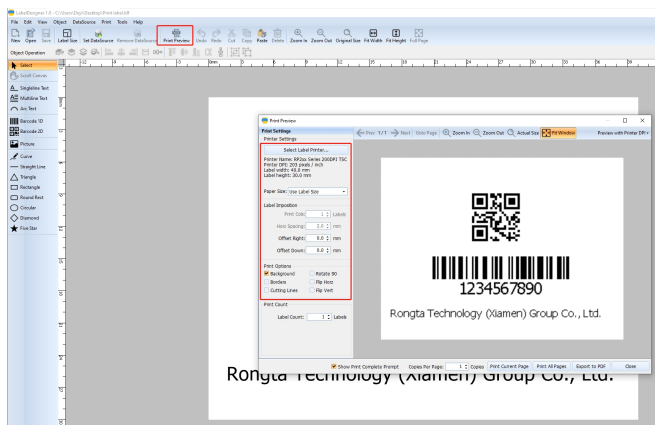 LabelDesigner 1.0 - C:\Users\Dey\Desktop\Print label.ldf
File Edit View Object DataSource Print Tools Help
New Open Save Label Size Set DataSource Remove DataSource Print Preview Undo Redo Cut Copy Paste Delete Zoom In Zoom Out Original Size Fit Width Fit Height Full Page
Object Operation
Select
Scroll Canvas
A Singleline Text
Multiline Text
Arc Text
Barcode 1D
Barcode 2D
Picture
Curve
Straight Line
Triangle
Rectangle
Round Rect
Circular
Diamond
Five Star
Print Preview
Print Settings
Printer Settings
Select Label Printer...
Printer Name: RP2xx Series 200DPI TSC
Printer DPI: 203 pixels / inch
Label width: 40.0 mm
Label height: 30.0 mm
Paper Size: Use Label Size
Label Imposition
Print Cols: 1 Labels
Horz Spacing: 2.0 mm
Offset Right: 0.0 mm
Offset Down: 0.0 mm
Print Options
Background Rotate 90
Borders Flip Horz
Cutting Lines Flip Vert
Print Count
Label Count: 1 Labels
Prev 1/1 Next Goto Page Zoom In Zoom Out Actual Size Fit Window Preview with Printer DPI
1234567890
Rongta Technology (Xiamen) Group Co., Ltd.
Show Print Complete Prompt Copies Per Page: 1 Copies Print Current Page Print All Pages Export to PDF Close
Rongta Technology (Xiamen) Group Co., Ltd.